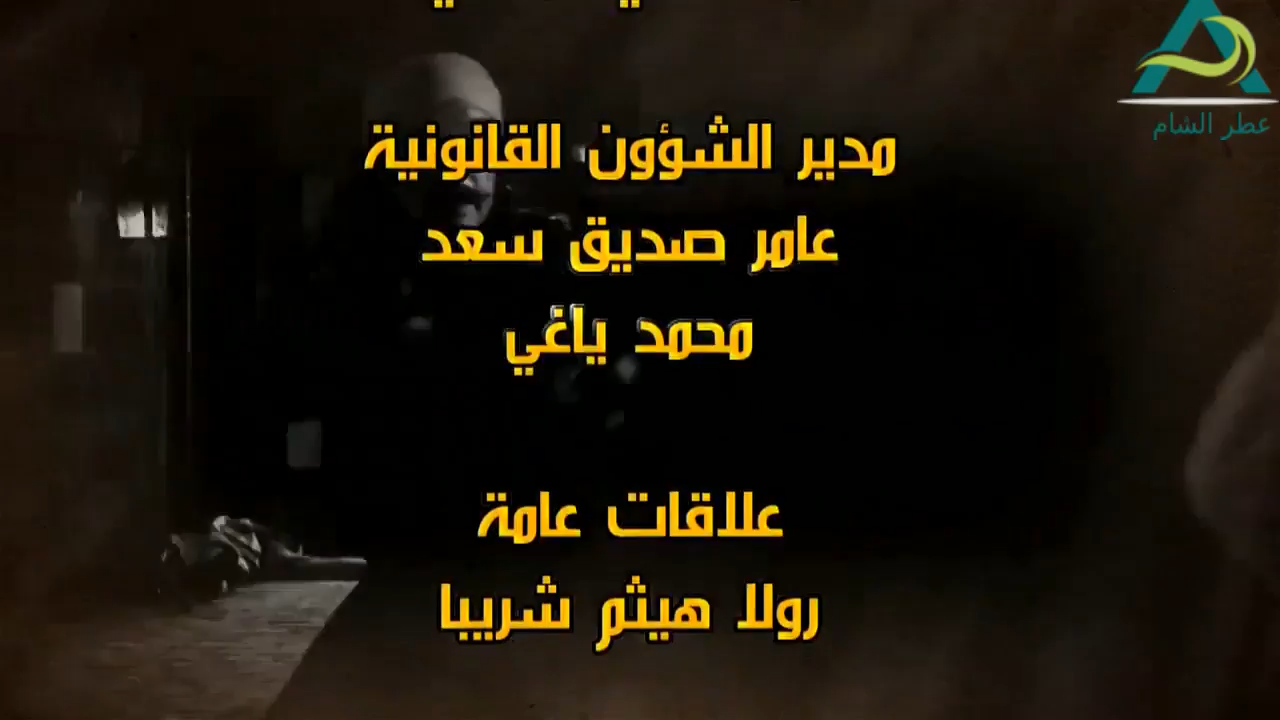 مدير الشؤون القانونية
عامر صديق سعد
محمد ياغي
علاقات عامة
رولا هيثم شريبا
عطر الشام